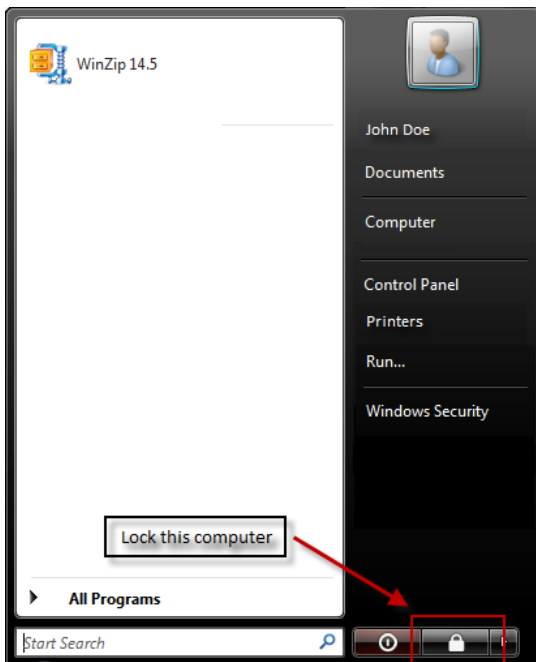 WinZip 14.5
John Doe
Documents
Computer
Control Panel
Printers
Run...
Windows Security
Lock this computer
All Programs
Start Search